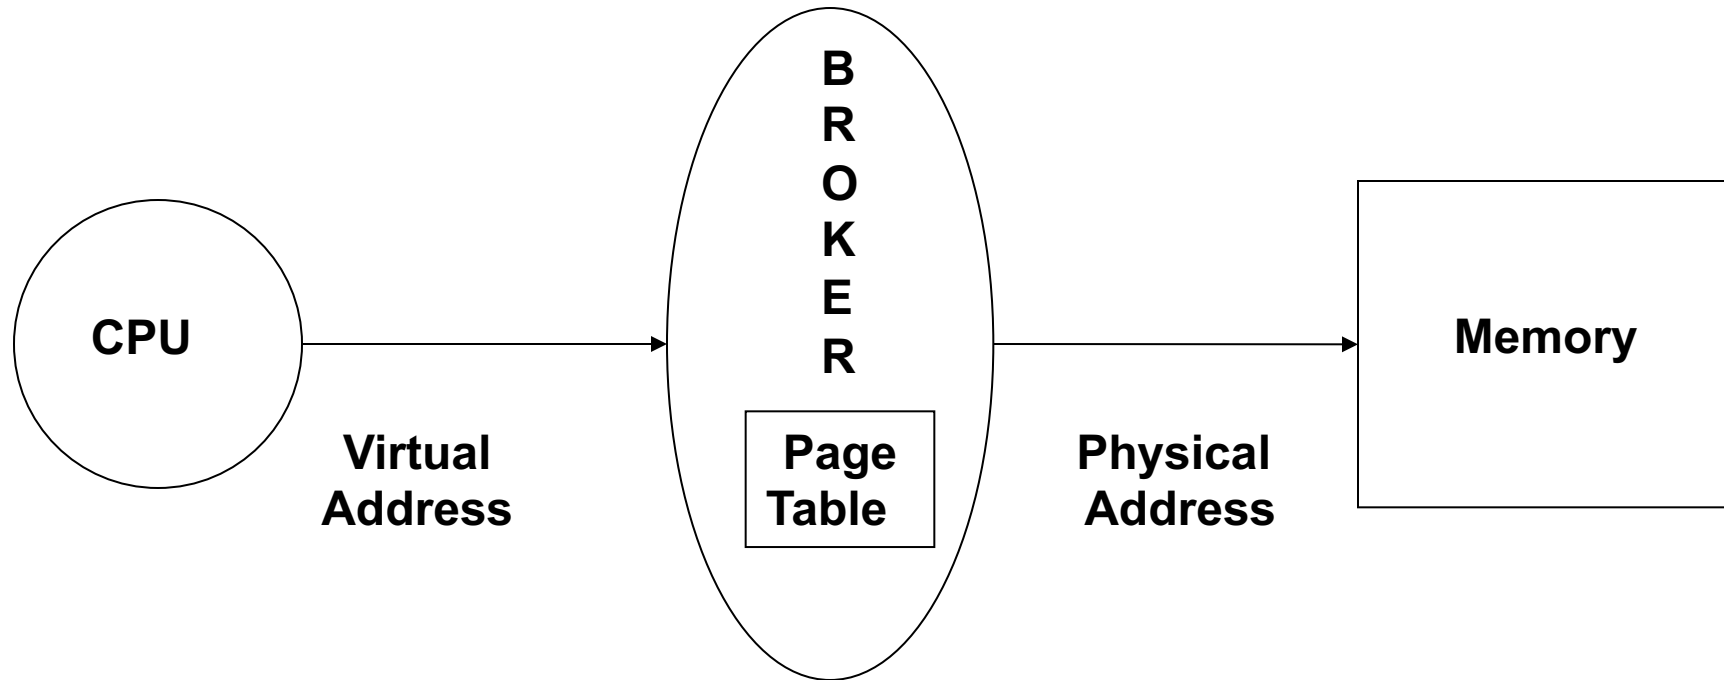 CPU
Virtual
Address
B
R
O
K
E
R
Page
Table
Physical
Address
Memory